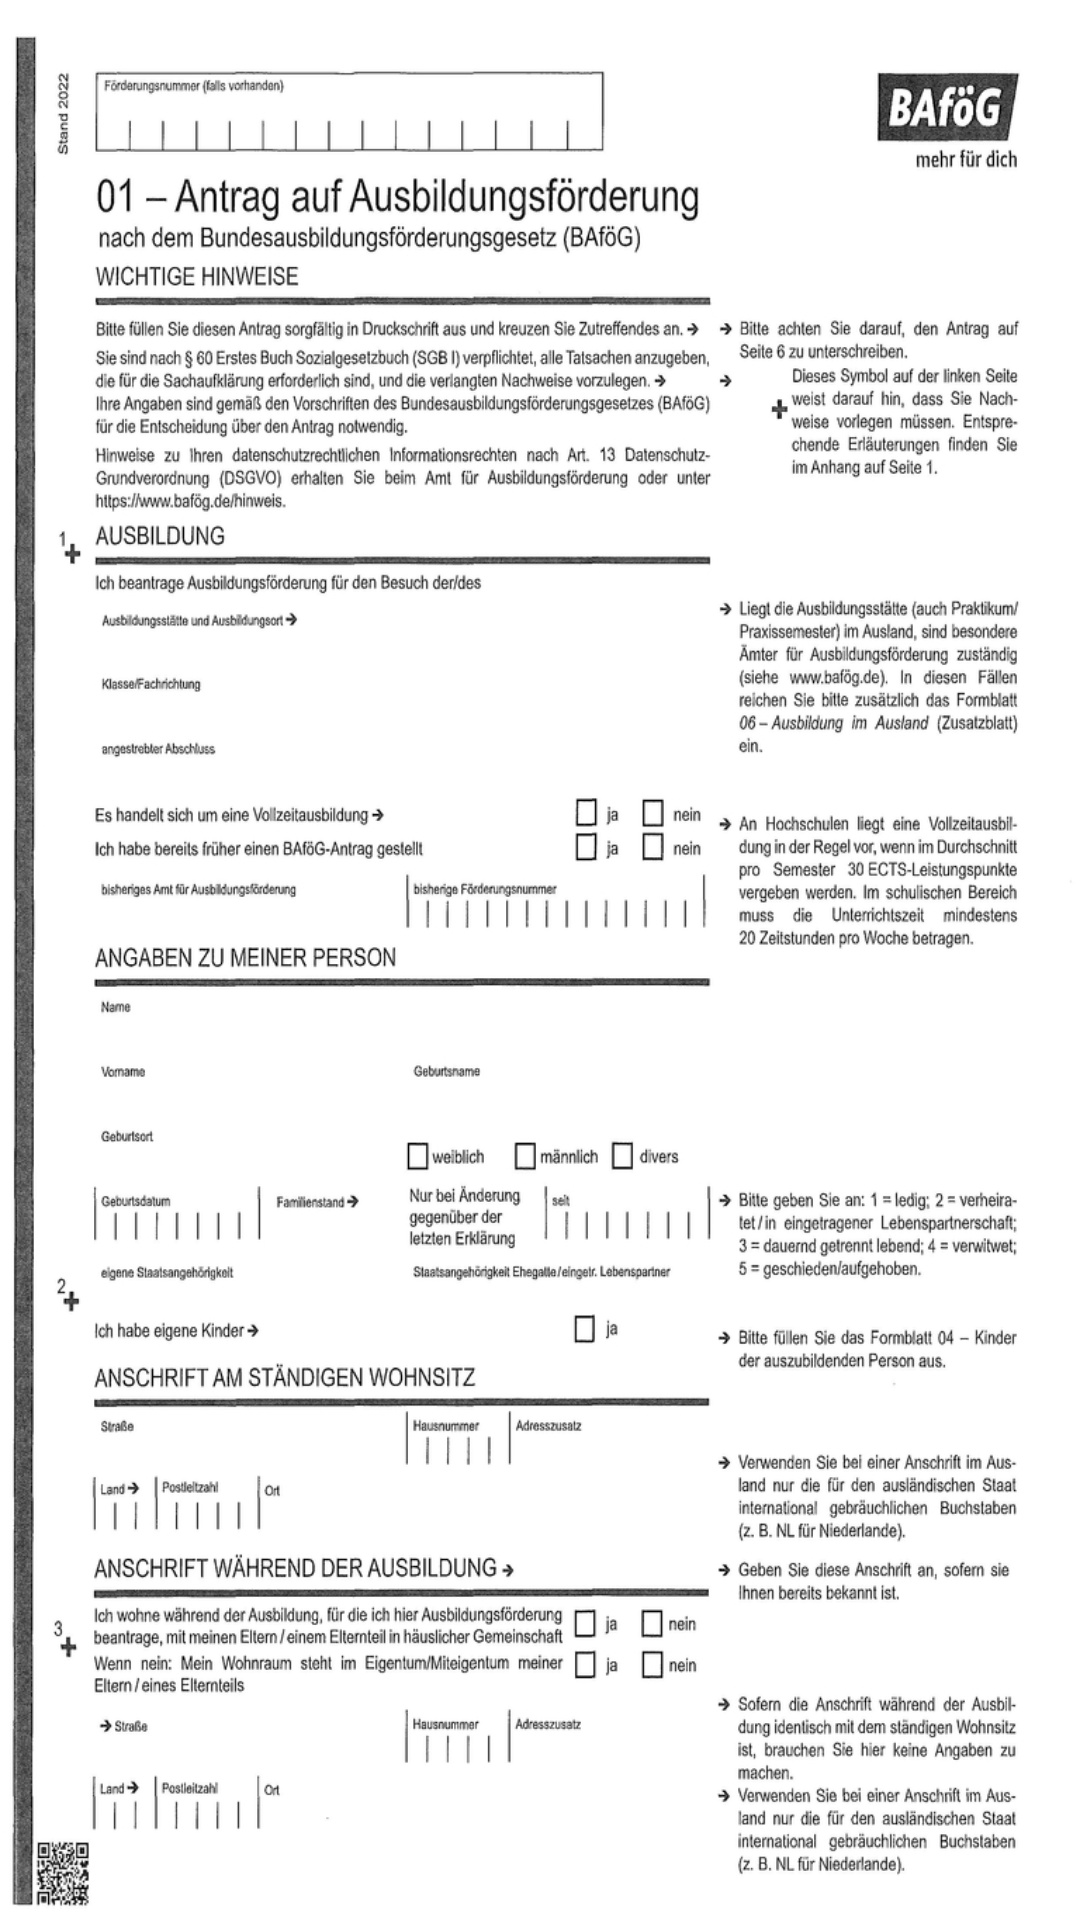 Stand 2022
Förderungsnummer (falls vorhanden)
BAföG
mehr für dich
01 – Antrag auf Ausbildungsförderung
nach dem Bundesausbildungsförderungsgesetz (BAföG)
WICHTIGE HINWEISE
Bitte füllen Sie diesen Antrag sorgfältig in Druckschrift aus und kreuzen Sie Zutreffendes an. →
Sie sind nach § 60 Erstes Buch Sozialgesetzbuch (SGB I) verpflichtet, alle Tatsachen anzugeben,
die für die Sachaufklärung erforderlich sind, und die verlangten Nachweise vorzulegen. →
Ihre Angaben sind gemäß den Vorschriften des Bundesausbildungsförderungsgesetzes (BAföG)
für die Entscheidung über den Antrag notwendig.
Hinweise zu Ihren datenschutzrechtlichen Informationsrechten nach Art. 13 Datenschutz-
Grundverordnung (DSGVO) erhalten Sie beim Amt für Ausbildungsförderung oder unter
https://www.bafög.de/hinweis.
→ Bitte achten Sie darauf, den Antrag auf
Seite 6 zu unterschreiben.
→ Dieses Symbol auf der linken Seite
+ weist darauf hin, dass Sie Nach-
weise vorlegen müssen. Entspre-
chende Erläuterungen finden Sie
im Anhang auf Seite 1.
1 + AUSBILDUNG
Ich beantrage Ausbildungsförderung für den Besuch der/des
Ausbildungsstätte und Ausbildungsort →
Klasse/Fachrichtung
angestrebter Abschluss
→ Liegt die Ausbildungsstätte (auch Praktikum/
Praxissemester) im Ausland, sind besondere
Ämter für Ausbildungsförderung zuständig
(siehe www.bafög.de). In diesen Fällen
reichen Sie bitte zusätzlich das Formblatt
06 – Ausbildung im Ausland (Zusatzblatt)
ein.
Es handelt sich um eine Vollzeitausbildung → ja nein
Ich habe bereits früher einen BAföG-Antrag gestellt ja nein
bisheriges Amt für Ausbildungsförderung bisherige Förderungsnummer
→ An Hochschulen liegt eine Vollzeitausbil-
dung in der Regel vor, wenn im Durchschnitt
pro Semester 30 ECTS-Leistungspunkte
vergeben werden. Im schulischen Bereich
muss die Unterrichtszeit mindestens
20 Zeitstunden pro Woche betragen.
ANGABEN ZU MEINER PERSON
Name
Vorname Geburtsname
Geburtsort
weiblich männlich divers
Geburtsdatum Familienstand → Nur bei Änderung seit
gegenüber der
letzten Erklärung
→ Bitte geben Sie an: 1 = ledig; 2 = verheira-
tet / in eingetragener Lebenspartnerschaft;
3 = dauernd getrennt lebend; 4 = verwitwet;
5 = geschieden/aufgehoben.
eigene Staatsangehörigkeit Staatsangehörigkeit Ehegatte / eingetr. Lebenspartner
2 +
Ich habe eigene Kinder → ja
→ Bitte füllen Sie das Formblatt 04 – Kinder
der auszubildenden Person aus.
ANSCHRIFT AM STÄNDIGEN WOHNSITZ
Straße Hausnummer Adresszusatz
Land → Postleitzahl Ort
→ Verwenden Sie bei einer Anschrift im Aus-
land nur die für den ausländischen Staat
international gebräuchlichen Buchstaben
(z. B. NL für Niederlande).
ANSCHRIFT WÄHREND DER AUSBILDUNG →
→ Geben Sie diese Anschrift an, sofern sie
Ihnen bereits bekannt ist.
3 +
Ich wohne während der Ausbildung, für die ich hier Ausbildungsförderung
beantrage, mit meinen Eltern / einem Elternteil in häuslicher Gemeinschaft ja nein
Wenn nein: Mein Wohnraum steht im Eigentum/Miteigentum meiner
Eltern / eines Elternteils ja nein
→ Straße Hausnummer Adresszusatz
Land → Postleitzahl Ort
→ Sofern die Anschrift während der Ausbil-
dung identisch mit dem ständigen Wohnsitz
ist, brauchen Sie hier keine Angaben zu
machen.
→ Verwenden Sie bei einer Anschrift im Aus-
land nur die für den ausländischen Staat
international gebräuchlichen Buchstaben
(z. B. NL für Niederlande).